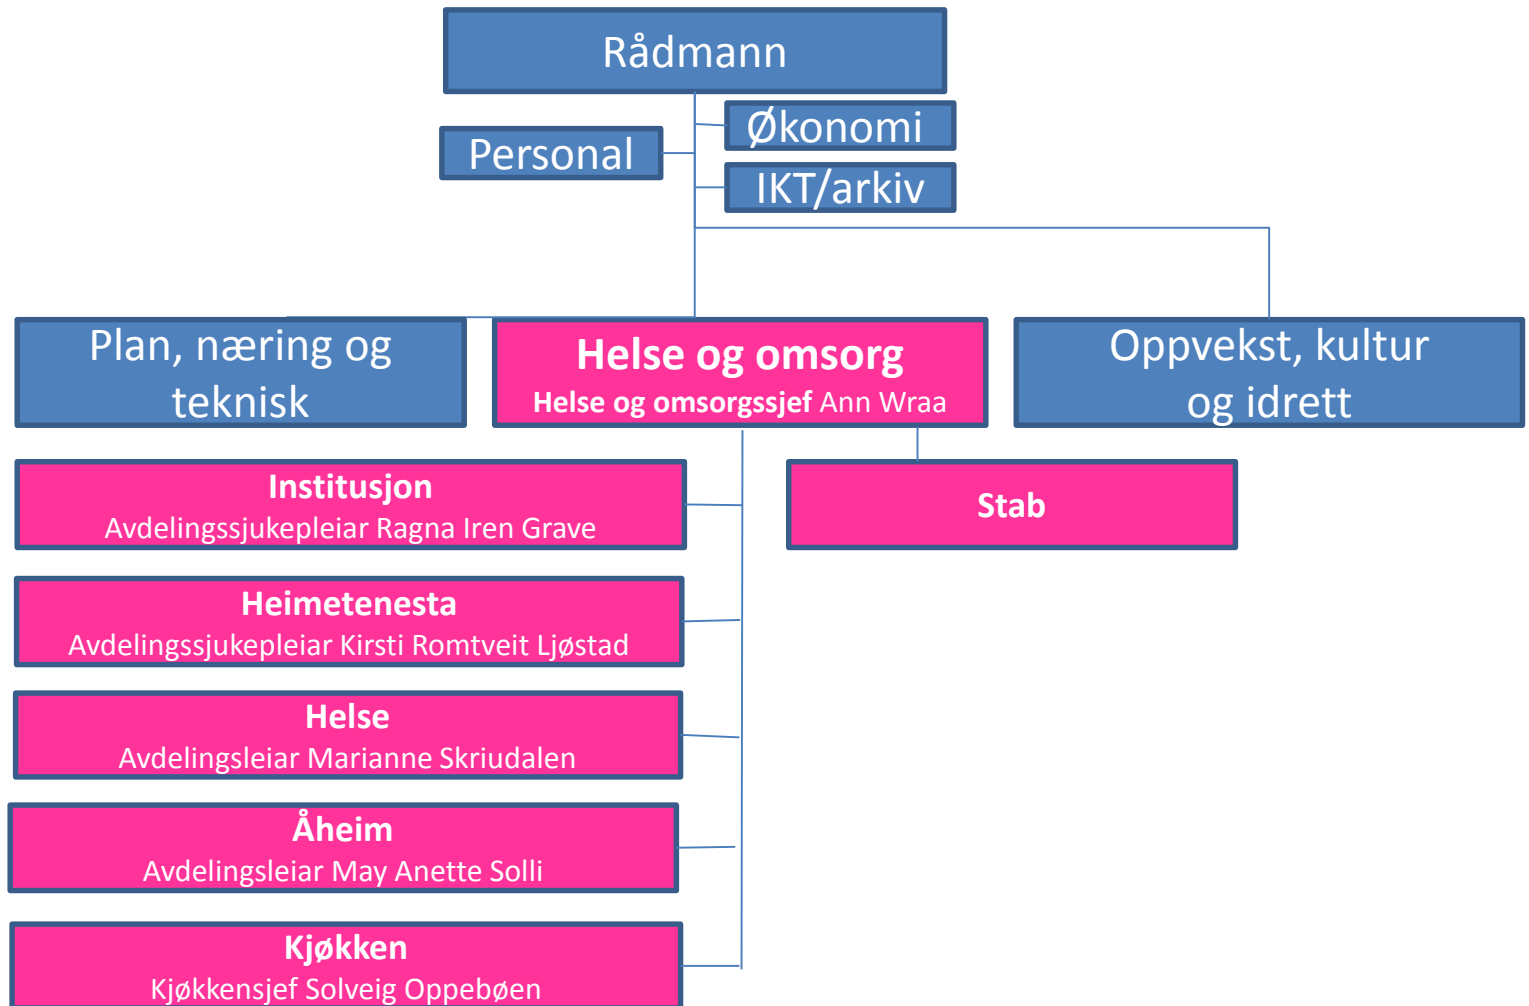 Rådmann
Økonomi
Personal
IKT/arkiv
Plan, næring og
teknisk
Helse og omsorg
Helse og omsorgssjef Ann Wraa
Oppvekst, kultur
og idrett
Institusjon
Avdelingssjukepleiar Ragna Iren Grave
Stab
Heimetenesta
Avdelingssjukepleiar Kirsti Romtveit Ljøstad
Helse
Avdelingsleiar Marianne Skriudalen
Åheim
Avdelingsleiar May Anette Solli
Kjøkken
Kjøkkensjef Solveig Oppebøen